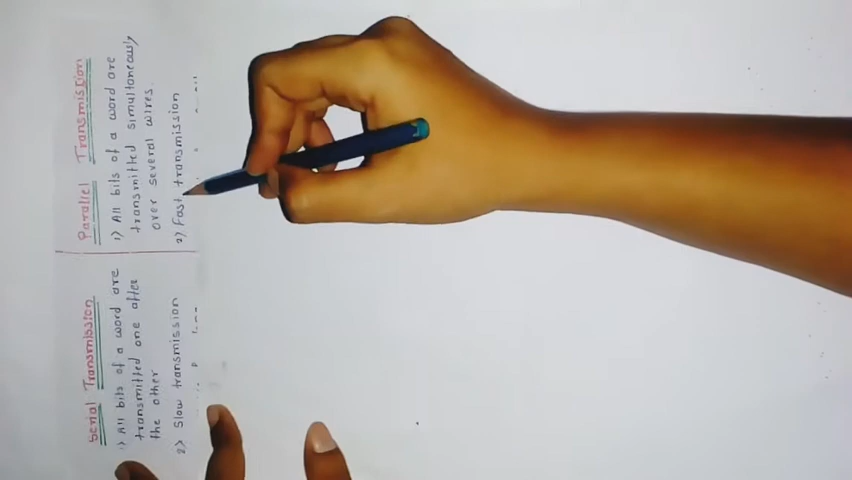 Serial Transmission
1) All bits of a word are
transmitted one after
the other
2) Slow transmission
Parallel Transmission
1) All bits of a word are
transmitted simultaneously
over several wires.
2) Fast transmission